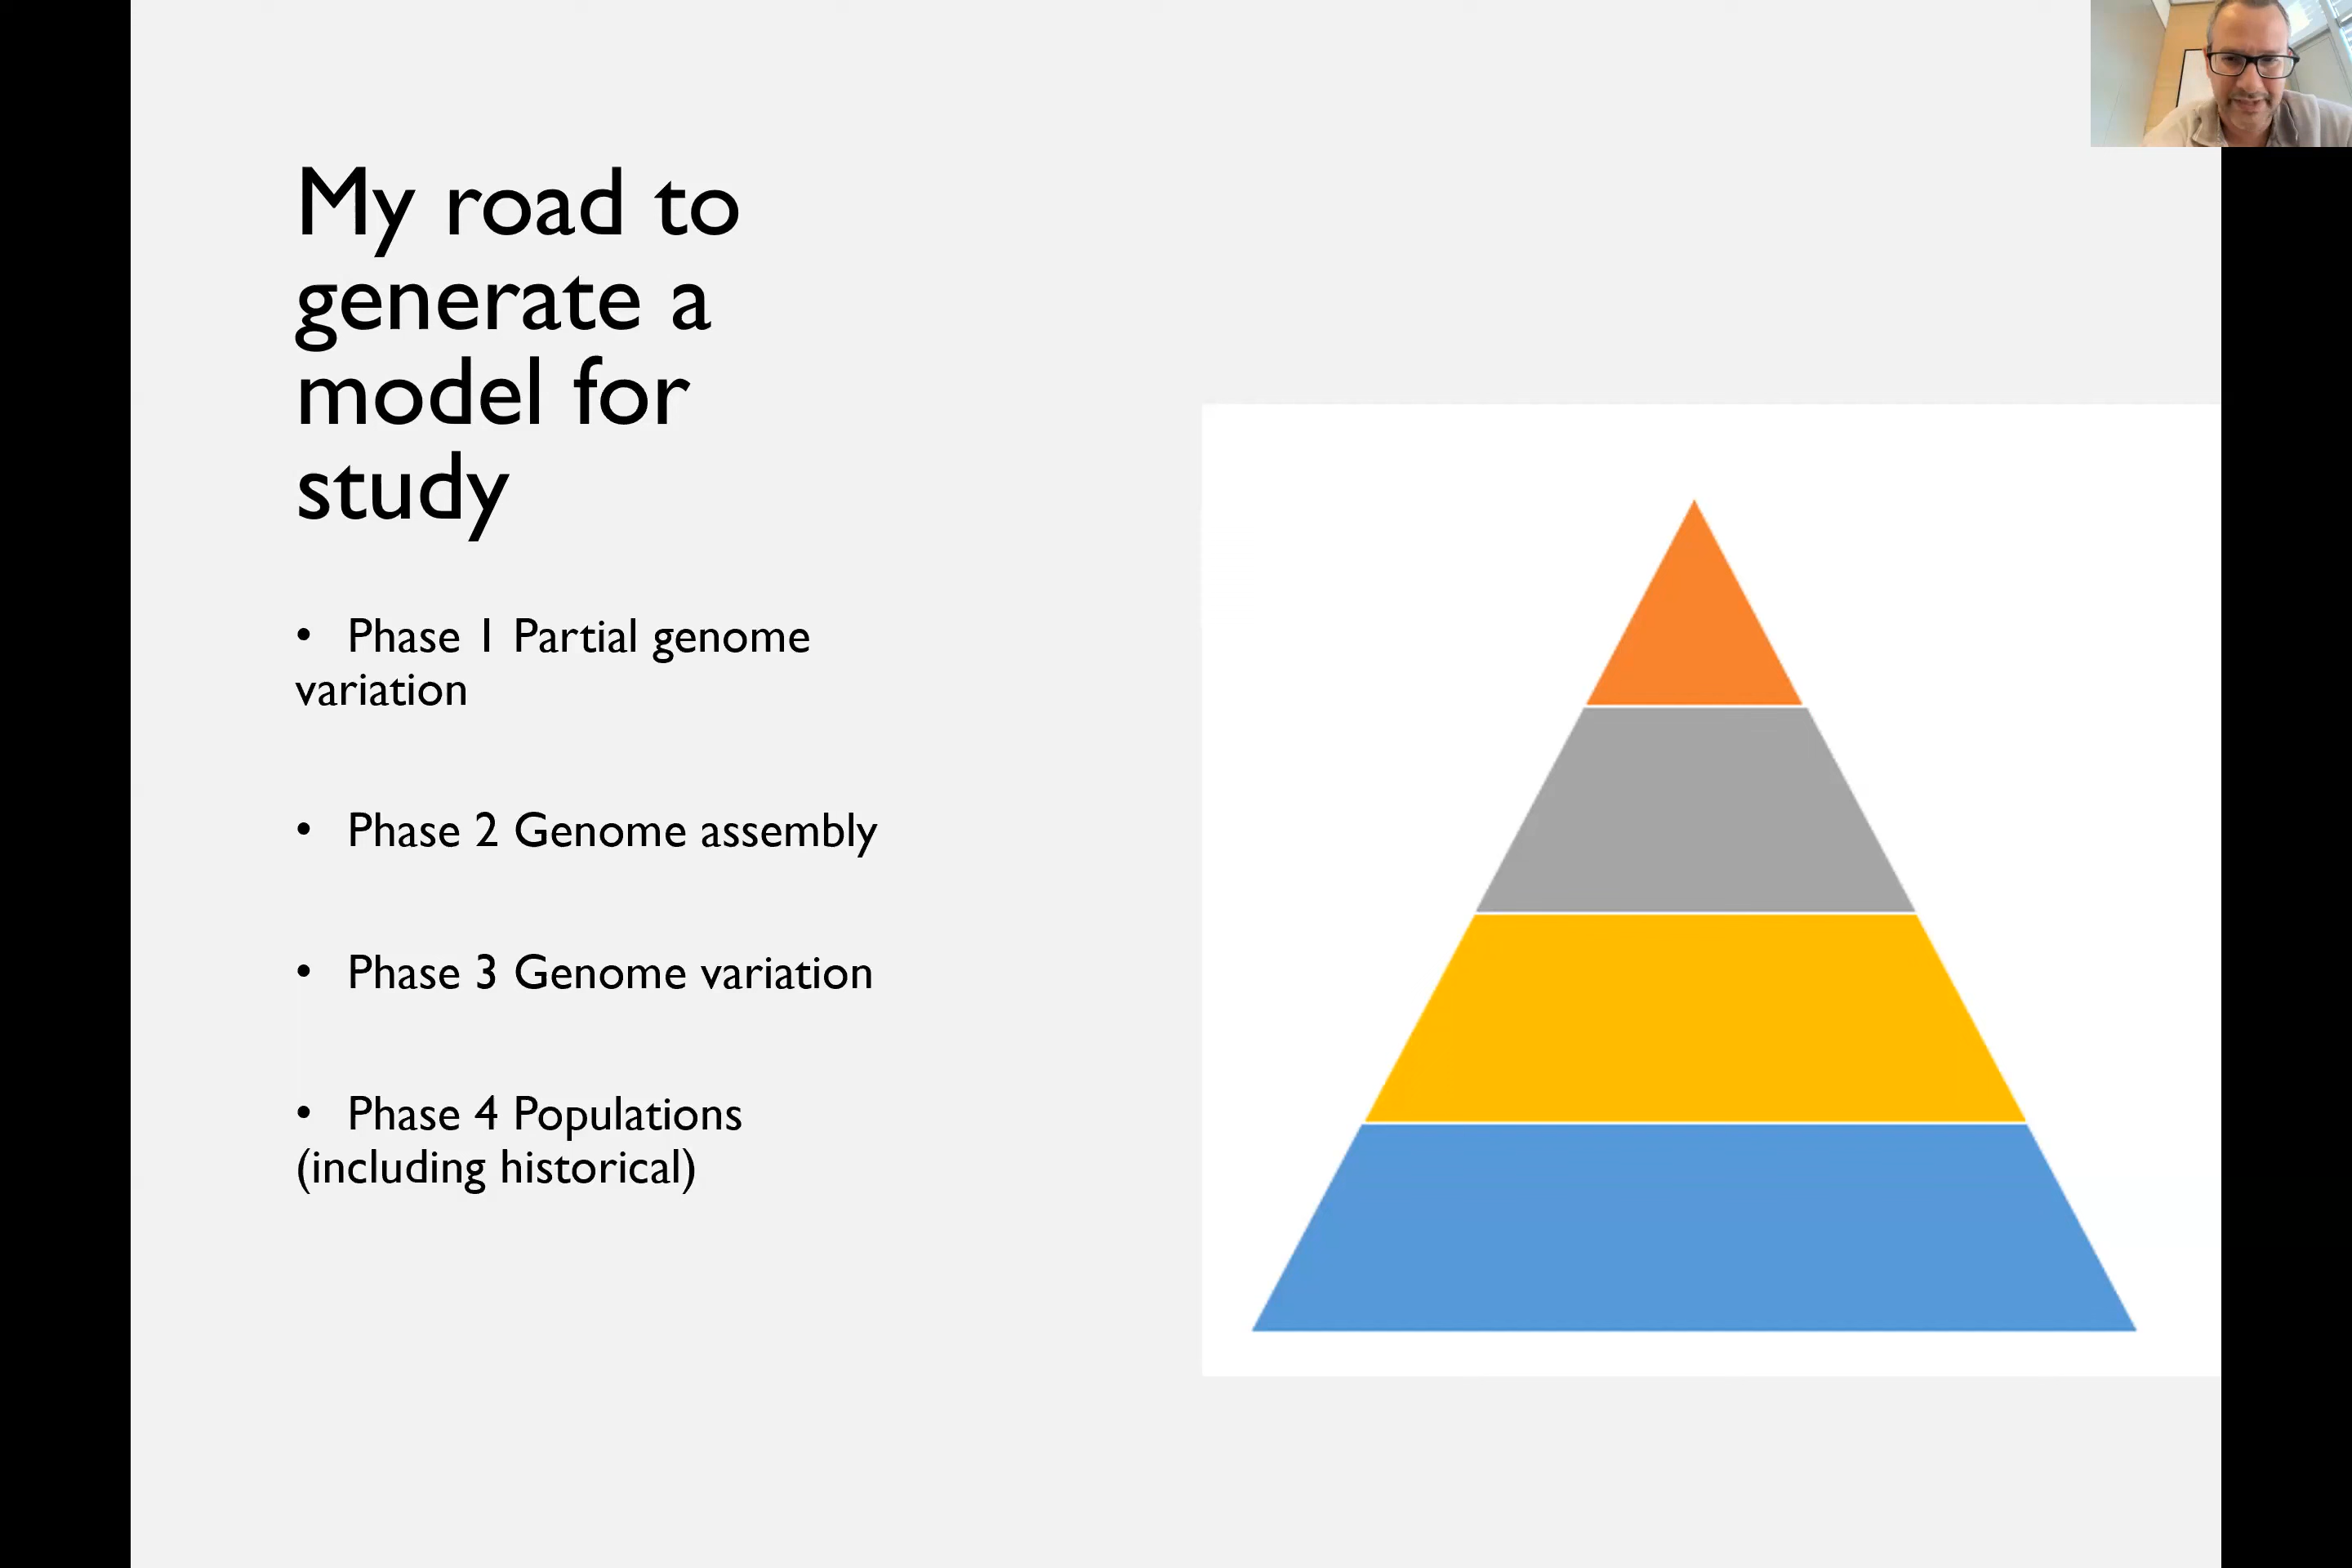 My road to
generate a
model for
study
• Phase 1 Partial genome
variation
• Phase 2 Genome assembly
• Phase 3 Genome variation
• Phase 4 Populations
(including historical)